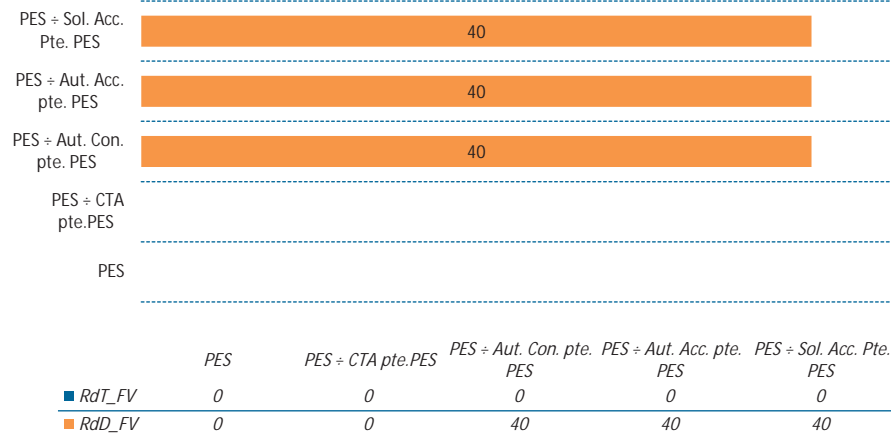 PES ÷ Sol. Acc.
Pte. PES
40
PES ÷ Aut. Acc.
pte. PES
40
PES ÷ Aut. Con.
pte. PES
40
PES ÷ CTA
pte.PES
PES
PES PES ÷ CTA pte.PES PES ÷ Aut. Con. pte. PES PES ÷ Aut. Acc. pte. PES PES ÷ Sol. Acc. Pte. PES
RdT_FV 0 0 0 0 0
RdD_FV 0 0 40 40 40